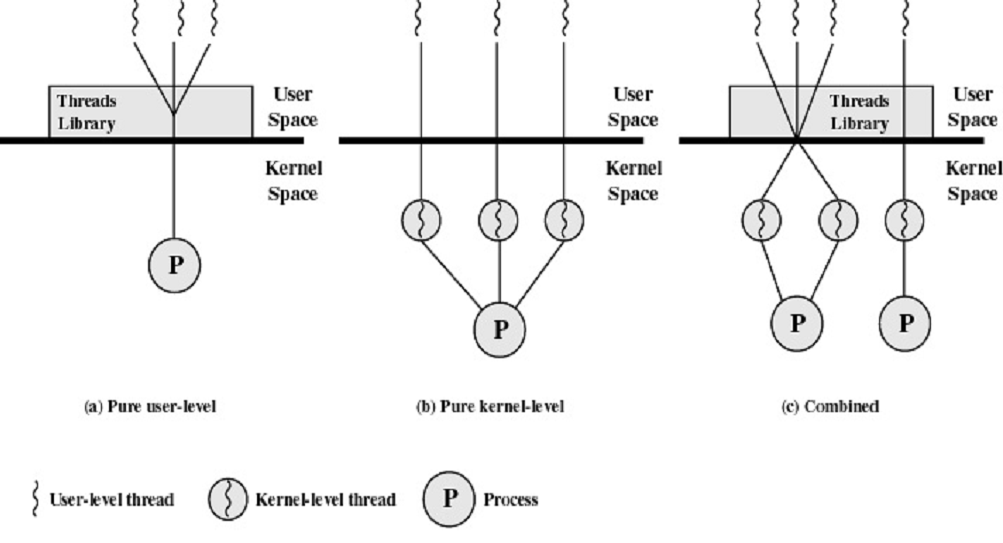 Threads
Library
User
Space
Kernel
Space
P
(a) Pure user-level
User
Space
Kernel
Space
P
(b) Pure kernel-level
Threads
Library
User
Space
Kernel
Space
P
P
(c) Combined
User-level thread
Kernel-level thread
P
Process